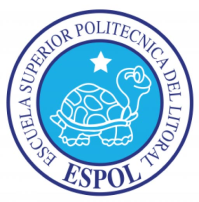 ESCUELA SUPERIOR POLITECNICA DEL LITORAL
ESPOL